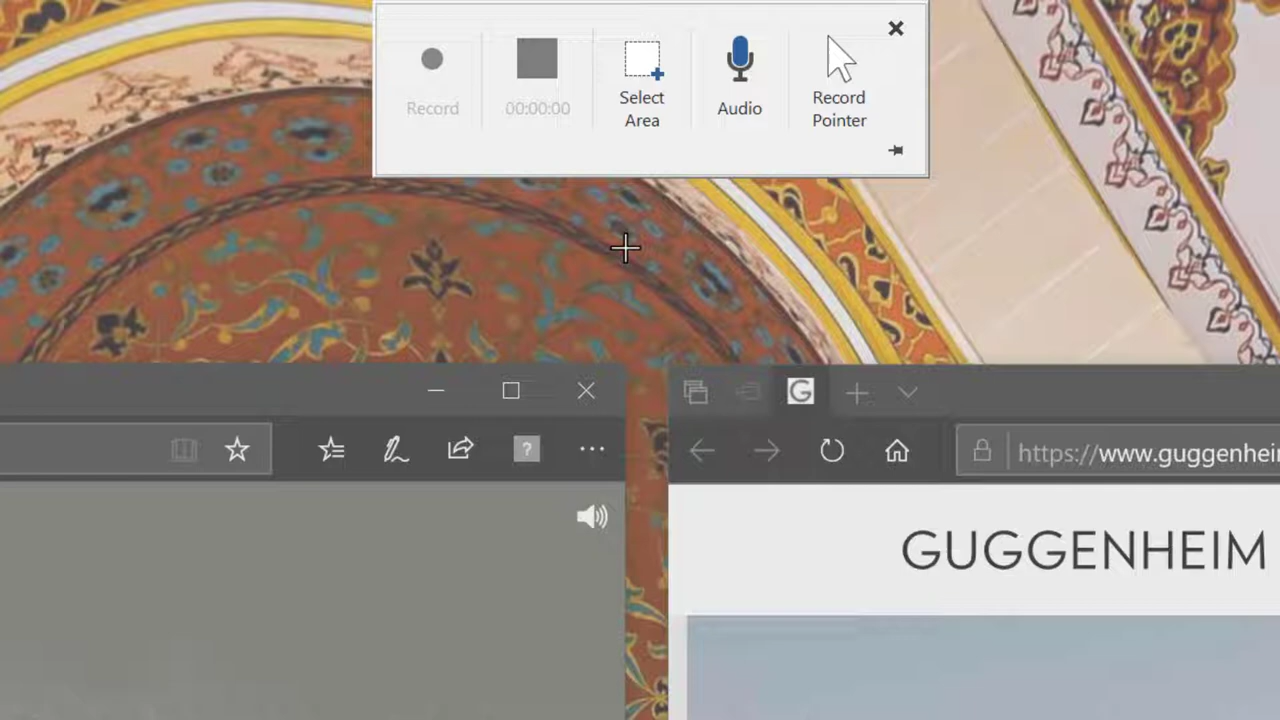 Record
00:00:00
Select
Area
Audio
Record
Pointer
?
G
https://www.guggenhei
GUGGENHEIM